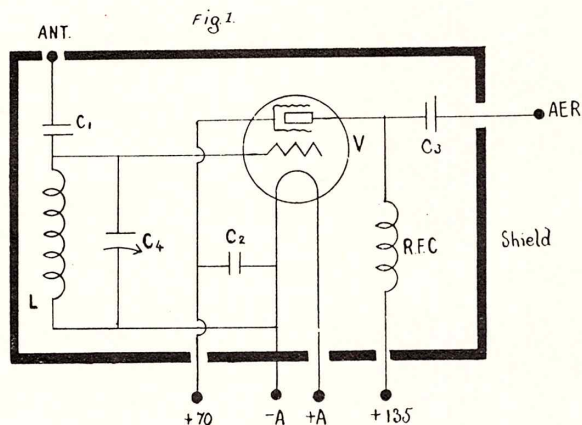 Fig. 1.
ANT.
C1
AER
V
C3
C4
C2
R.F.C
Shield
L
+70
-A
+A
+135